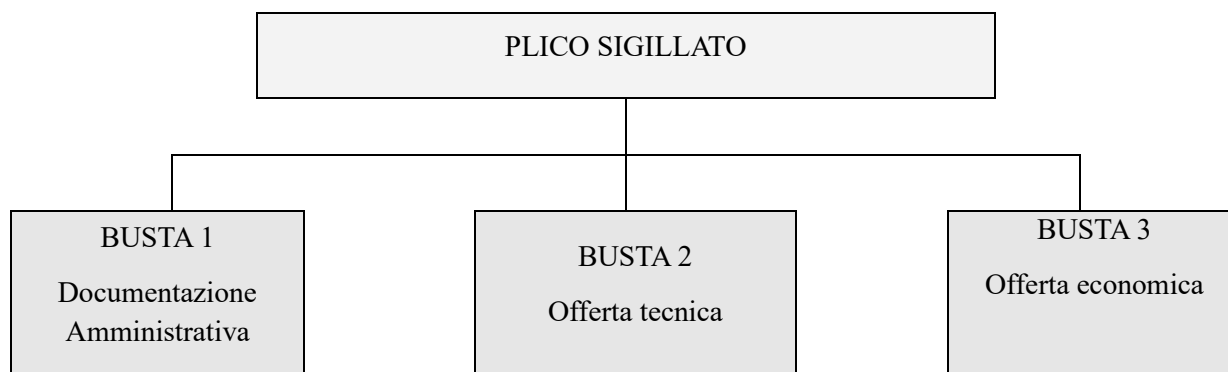 PLICO SIGILLATO
BUSTA 1
Documentazione
Amministrativa
BUSTA 2
Offerta tecnica
BUSTA 3
Offerta economica